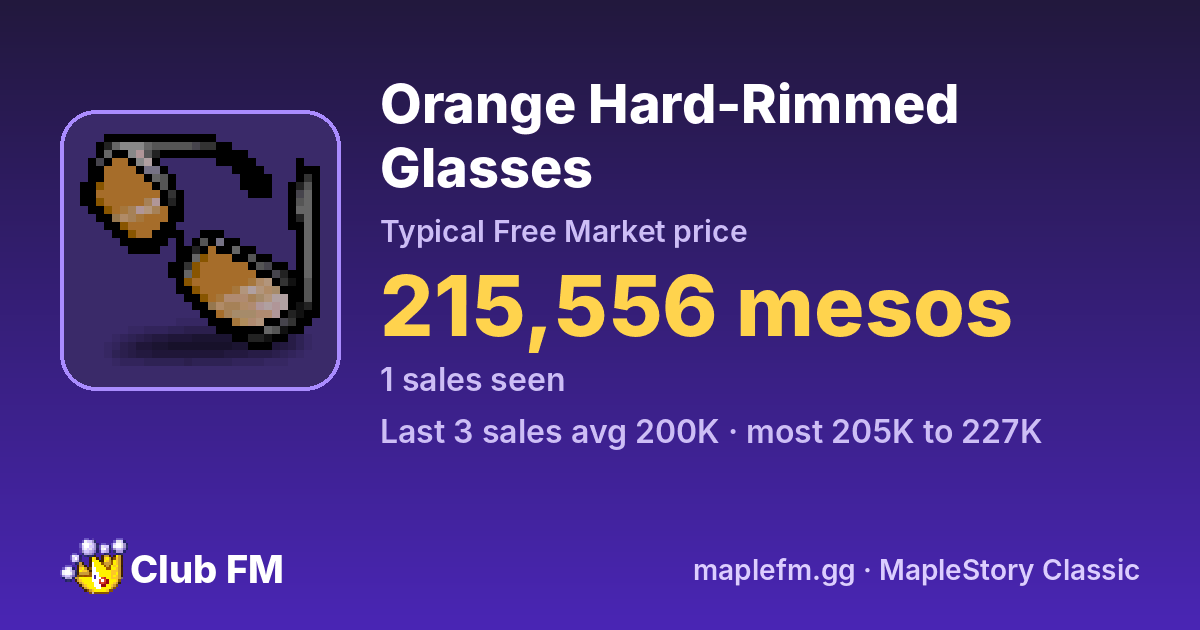 Orange Hard-Rimmed
Glasses
Typical Free Market price
215,556 mesos
1 sales seen
Last 3 sales avg 200K · most 205K to 227K
Club FM
maplefm.gg · MapleStory Classic